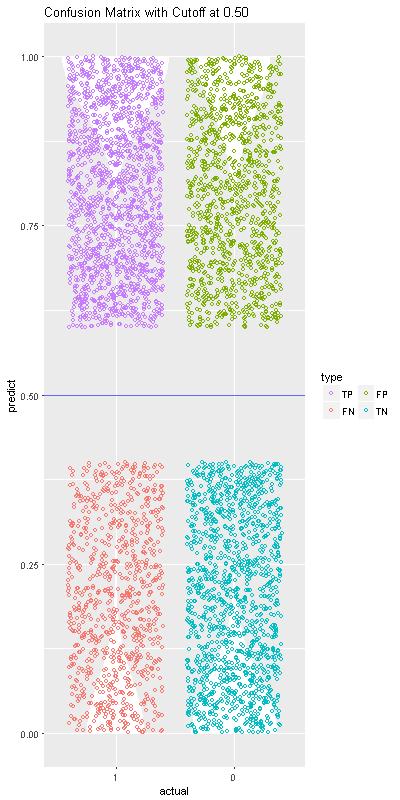 Confusion Matrix with Cutoff at 0.50
1.00
0.75
predict
0.50
0.25
0.00
1 0
actual
type
TP FP
FN TN